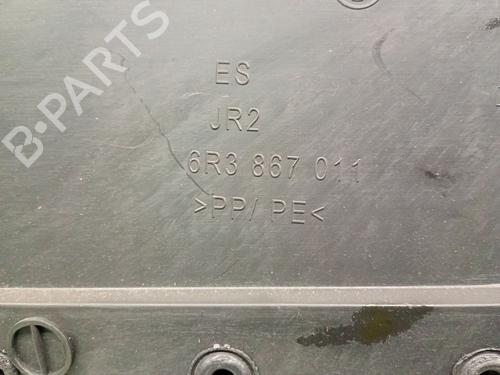 B-PARTS
ES
JR2
6R3 867 011
>PP/ PE<